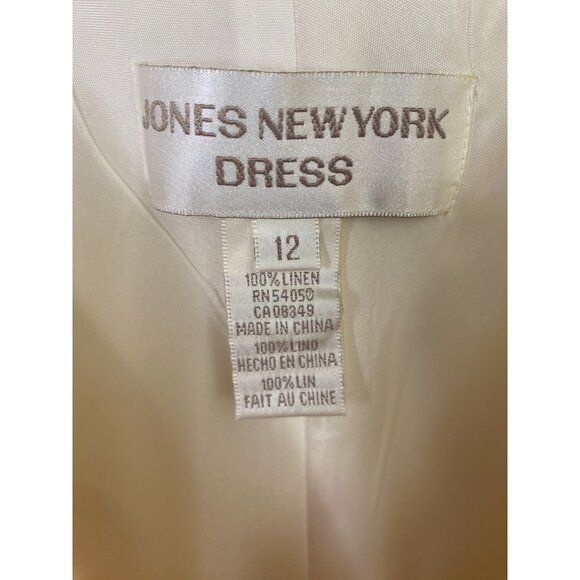 JONES NEW YORK
DRESS
12
100% LINEN
RN54050
CA08349
MADE IN CHINA
100% LINO
HECHO EN CHINA
100% LIN
FAIT AU CHINE